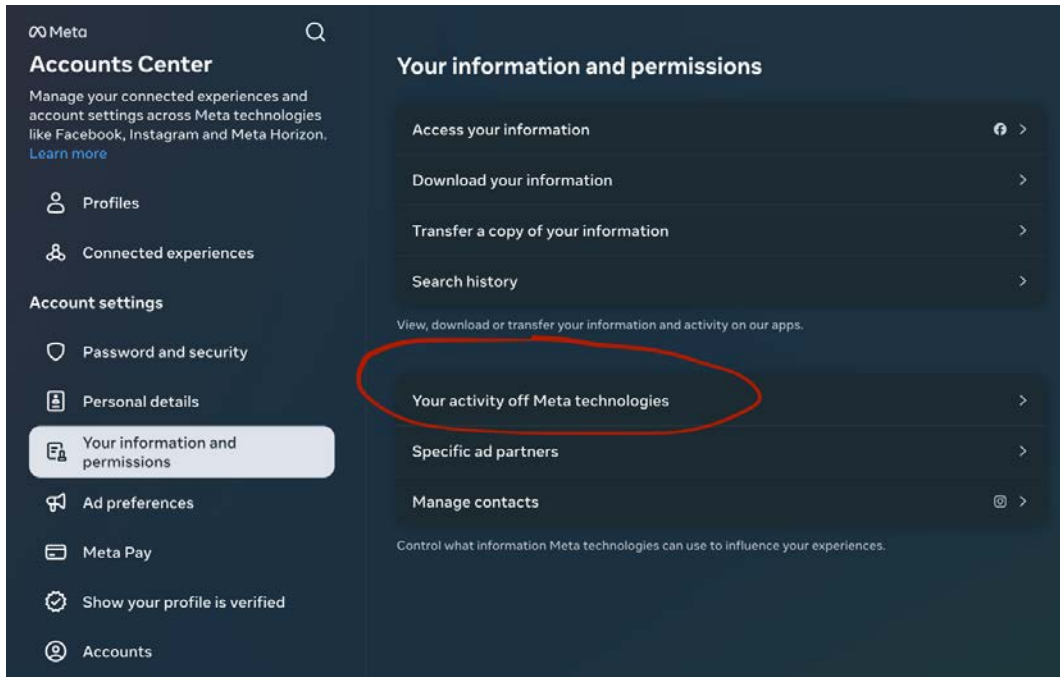 Meta
Accounts Center
Manage your connected experiences and
account settings across Meta technologies
like Facebook, Instagram and Meta Horizon.
Learn more
Profiles
Connected experiences
Account settings
Password and security
Personal details
Your information and
permissions
Ad preferences
Meta Pay
Show your profile is verified
Accounts
Your information and permissions
Access your information
Download your information
Transfer a copy of your information
Search history
View, download or transfer your information and activity on our apps.
Your activity off Meta technologies
Specific ad partners
Manage contacts
Control what information Meta technologies can use to influence your experiences.